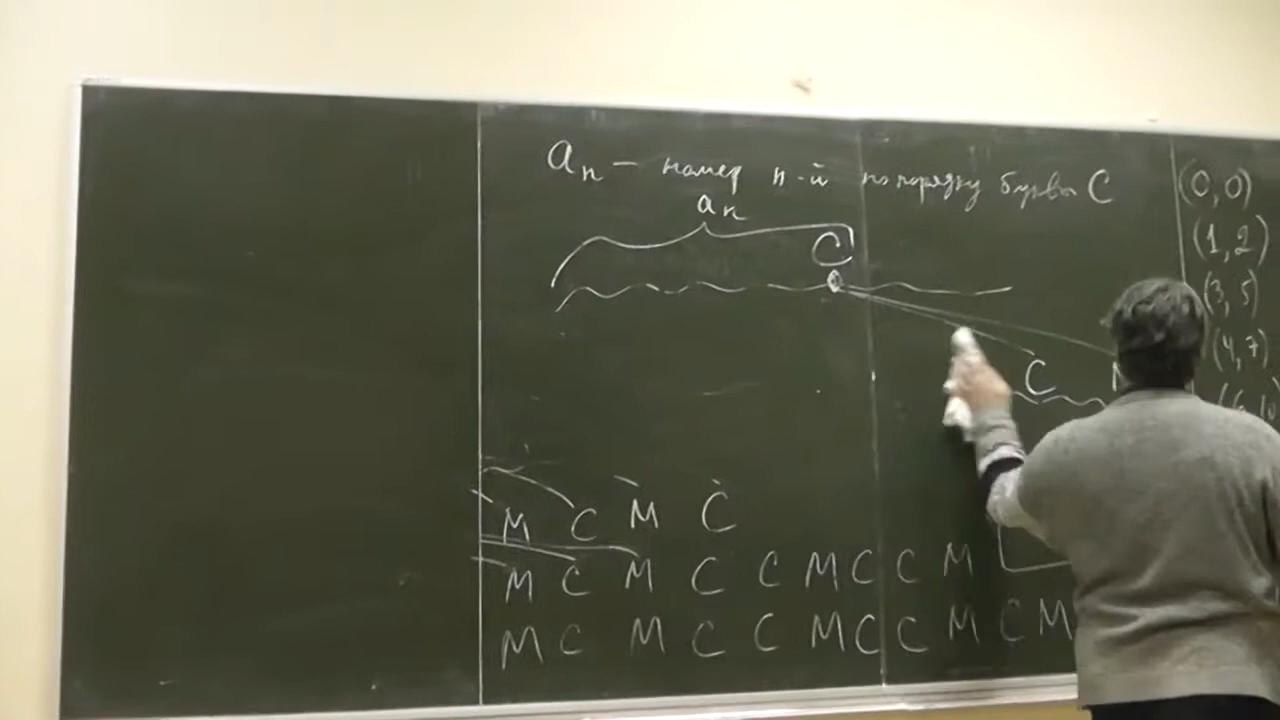 aₙ — номер n-й по порядку буквы C
aₙ
C
C
M C M C
M C M C C M C C M
M C M C C M C C M C M
(0,0)
(1,2)
(3,5)
(4,7)